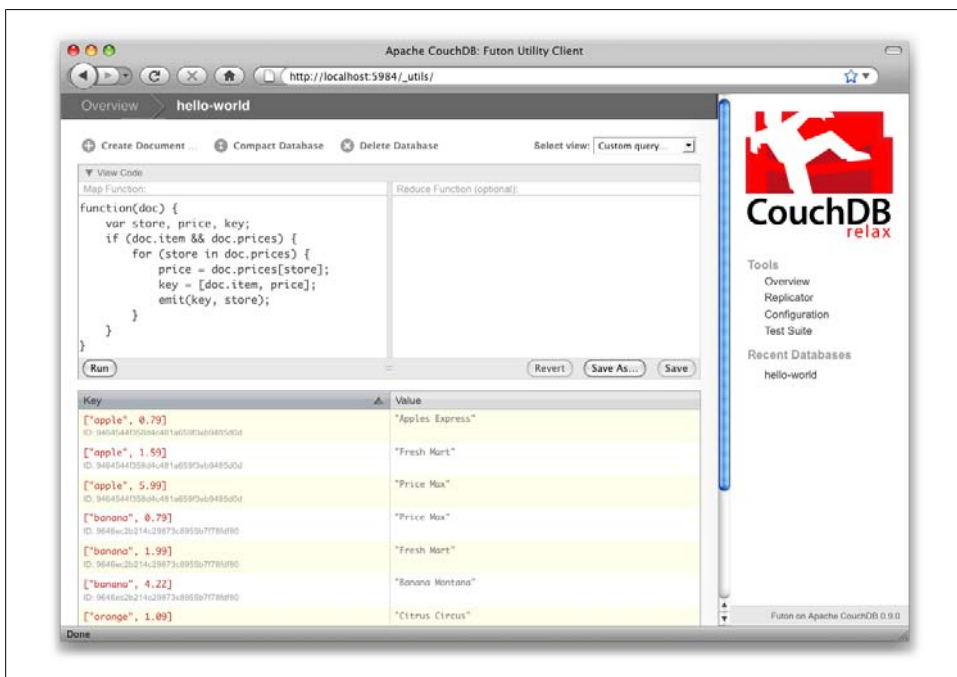 Apache CouchDB: Futon Utility Client
http://localhost:5984/_utils/
Overview
hello-world
Create Document ...
Compact Database
Delete Database
Select view: Custom query...
▼ View Code
Map Function:
Reduce Function (optional):
function(doc) {
    var store, price, key;
    if (doc.item && doc.prices) {
        for (store in doc.prices) {
            price = doc.prices[store];
            key = [doc.item, price];
            emit(key, store);
        }
    }
}
Run
Revert
Save As...
Save
Key
Value
["apple", 0.79]
"Apples Express"
["apple", 1.59]
"Fresh Mart"
["apple", 5.99]
"Price Max"
["banana", 0.79]
"Price Max"
["banana", 1.99]
"Fresh Mart"
["banana", 4.22]
"Banana Montana"
["orange", 1.09]
"Citrus Circus"
CouchDB
relax
Tools
Overview
Replicator
Configuration
Test Suite
Recent Databases
hello-world
Futon on Apache CouchDB 0.9.0
Done